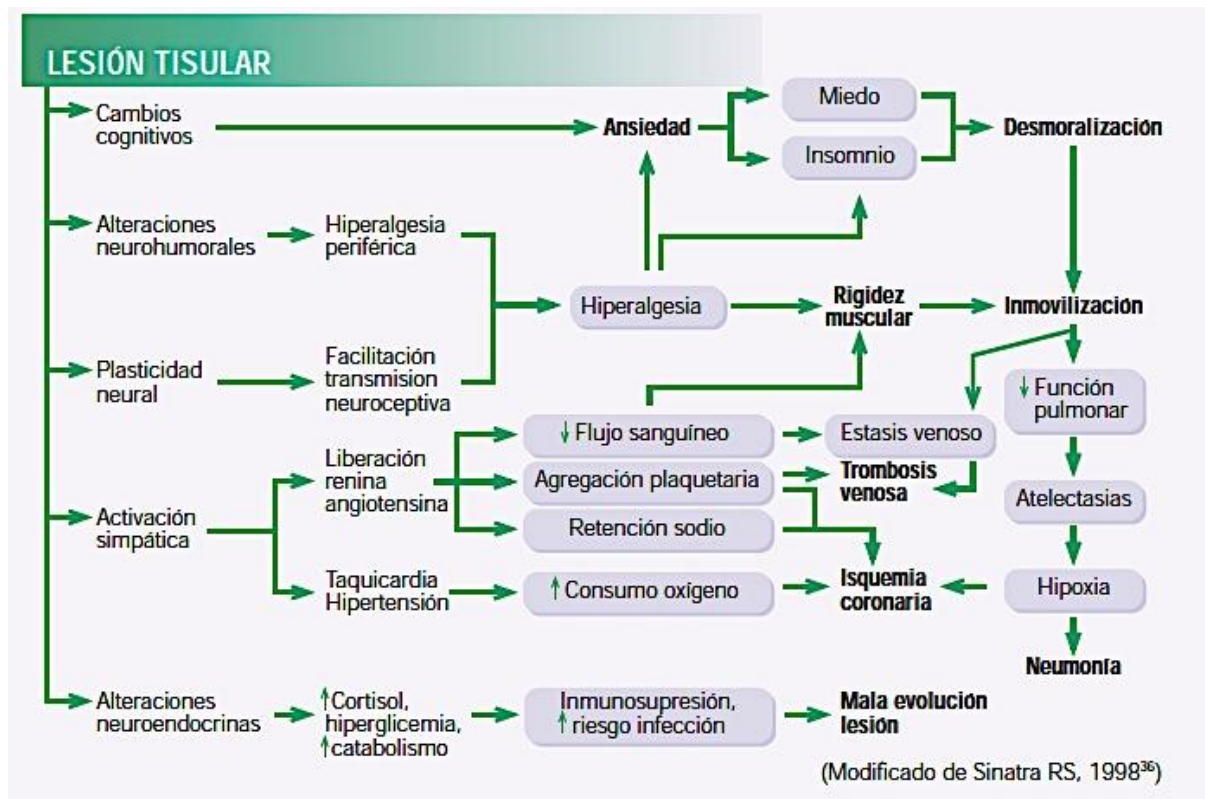 LESIÓN TISULAR
Cambios
cognitivos
Ansiedad
Miedo
Insomnio
Desmoralización
Alteraciones
neurohumorales
Hiperalgesia
periférica
Hiperalgesia
Rigidez
muscular
Inmovilización
Plasticidad
neural
Facilitación
transmision
neuroceptiva
↓ Función
pulmonar
Activación
simpática
Liberación
renina
angiotensina
↓ Flujo sanguíneo
Estasis venoso
Agregación plaquetaria
Trombosis
venosa
Atelectasias
Retención sodio
Taquicardia
Hipertensión
↑ Consumo oxígeno
Isquemia
coronaria
Hipoxia
Neumonía
Alteraciones
neuroendocrinas
↑Cortisol,
hiperglicemia,
↑catabolismo
Inmunosupresión,
↑ riesgo infección
Mala evolución
lesión
(Modificado de Sinatra RS, 1998³⁶)